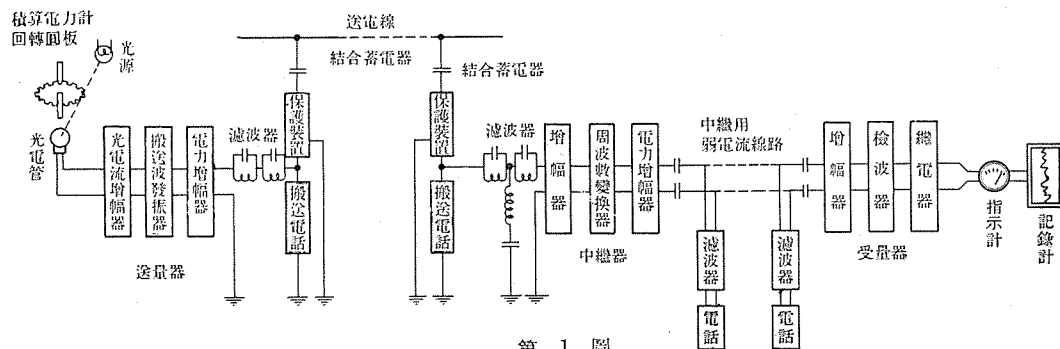 積算電力計
回轉圓板
光源
光電管
光電流增幅器
搬送波發振器
電力增幅器
送量器
濾波器
保護裝置
搬送電話
送電線
結合蓄電器
結合蓄電器
保護裝置
搬送電話
濾波器
增幅器
周波數變換器
電力增幅器
中繼器
中繼用
弱電流線路
濾波器
電話
濾波器
電話
增幅器
檢波器
繼電器
受量器
指示計
記錄計
第 1 圖